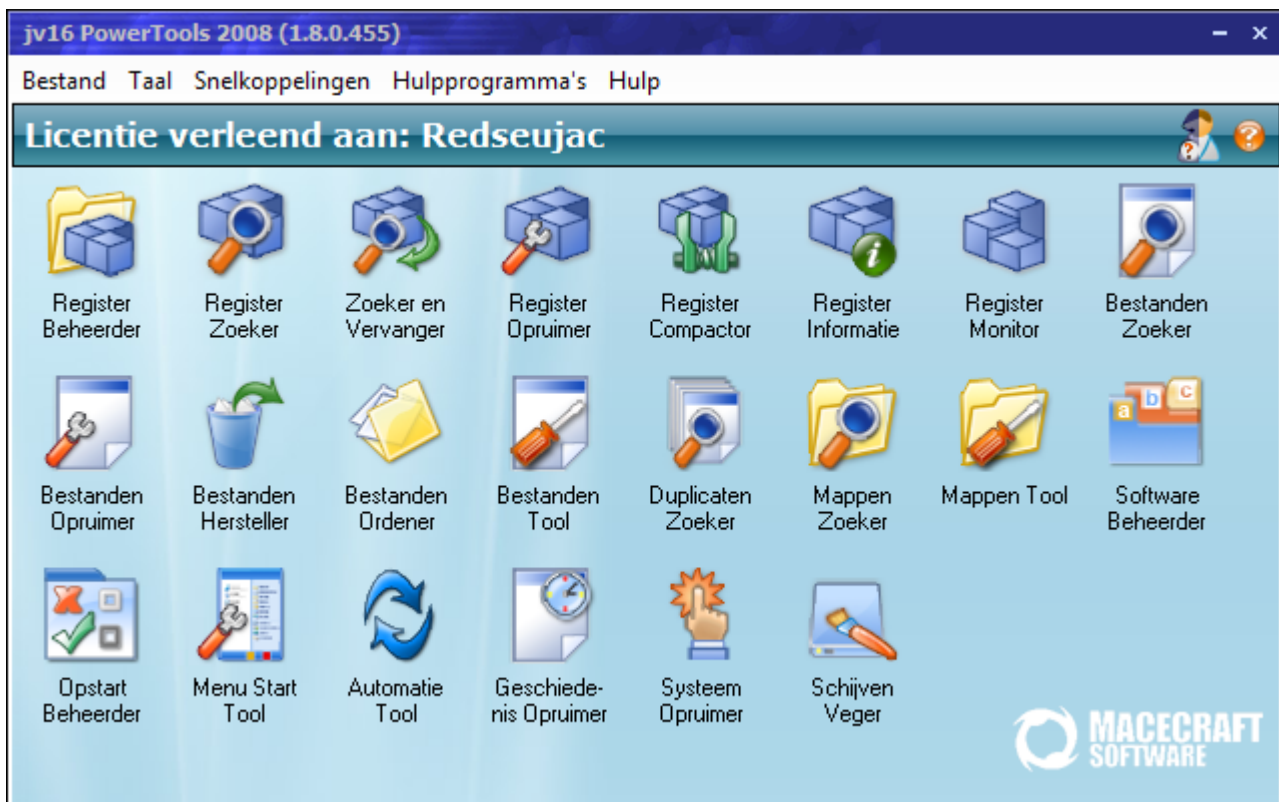 jv16 PowerTools 2008 (1.8.0.455)
Bestand Taal Snelkoppelingen Hulpprogramma's Hulp
Licentie verleend aan: Redseujac
Register Beheerder
Register Zoeker
Zoeker en Vervanger
Register Opruimer
Register Compactor
Register Informatie
Register Monitor
Bestanden Zoeker
Bestanden Opruimer
Bestanden Hersteller
Bestanden Ordener
Bestanden Tool
Duplicaten Zoeker
Mappen Zoeker
a b c
Mappen Tool
Software Beheerder
Opstart Beheerder
Menu Start Tool
Automatie Tool
Geschiede-
nis Opruimer
Systeem Opruimer
Schijven Veger
MACECRAFT
SOFTWARE